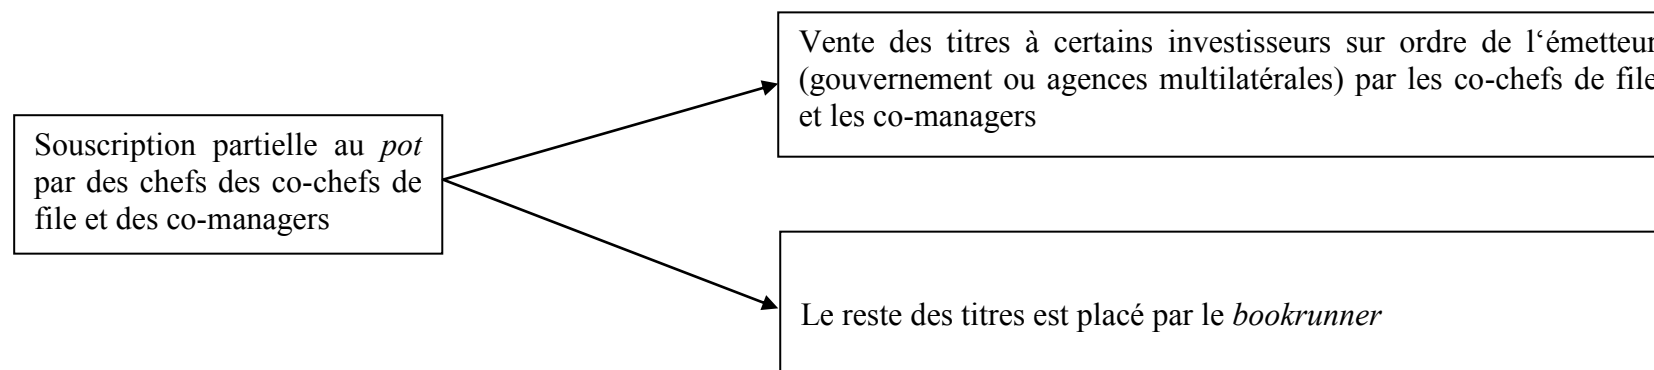 Vente des titres à certains investisseurs sur ordre de l‘émetteur
(gouvernement ou agences multilatérales) par les co-chefs de file
et les co-managers
Souscription partielle au pot
par des chefs des co-chefs de
file et des co-managers
Le reste des titres est placé par le bookrunner